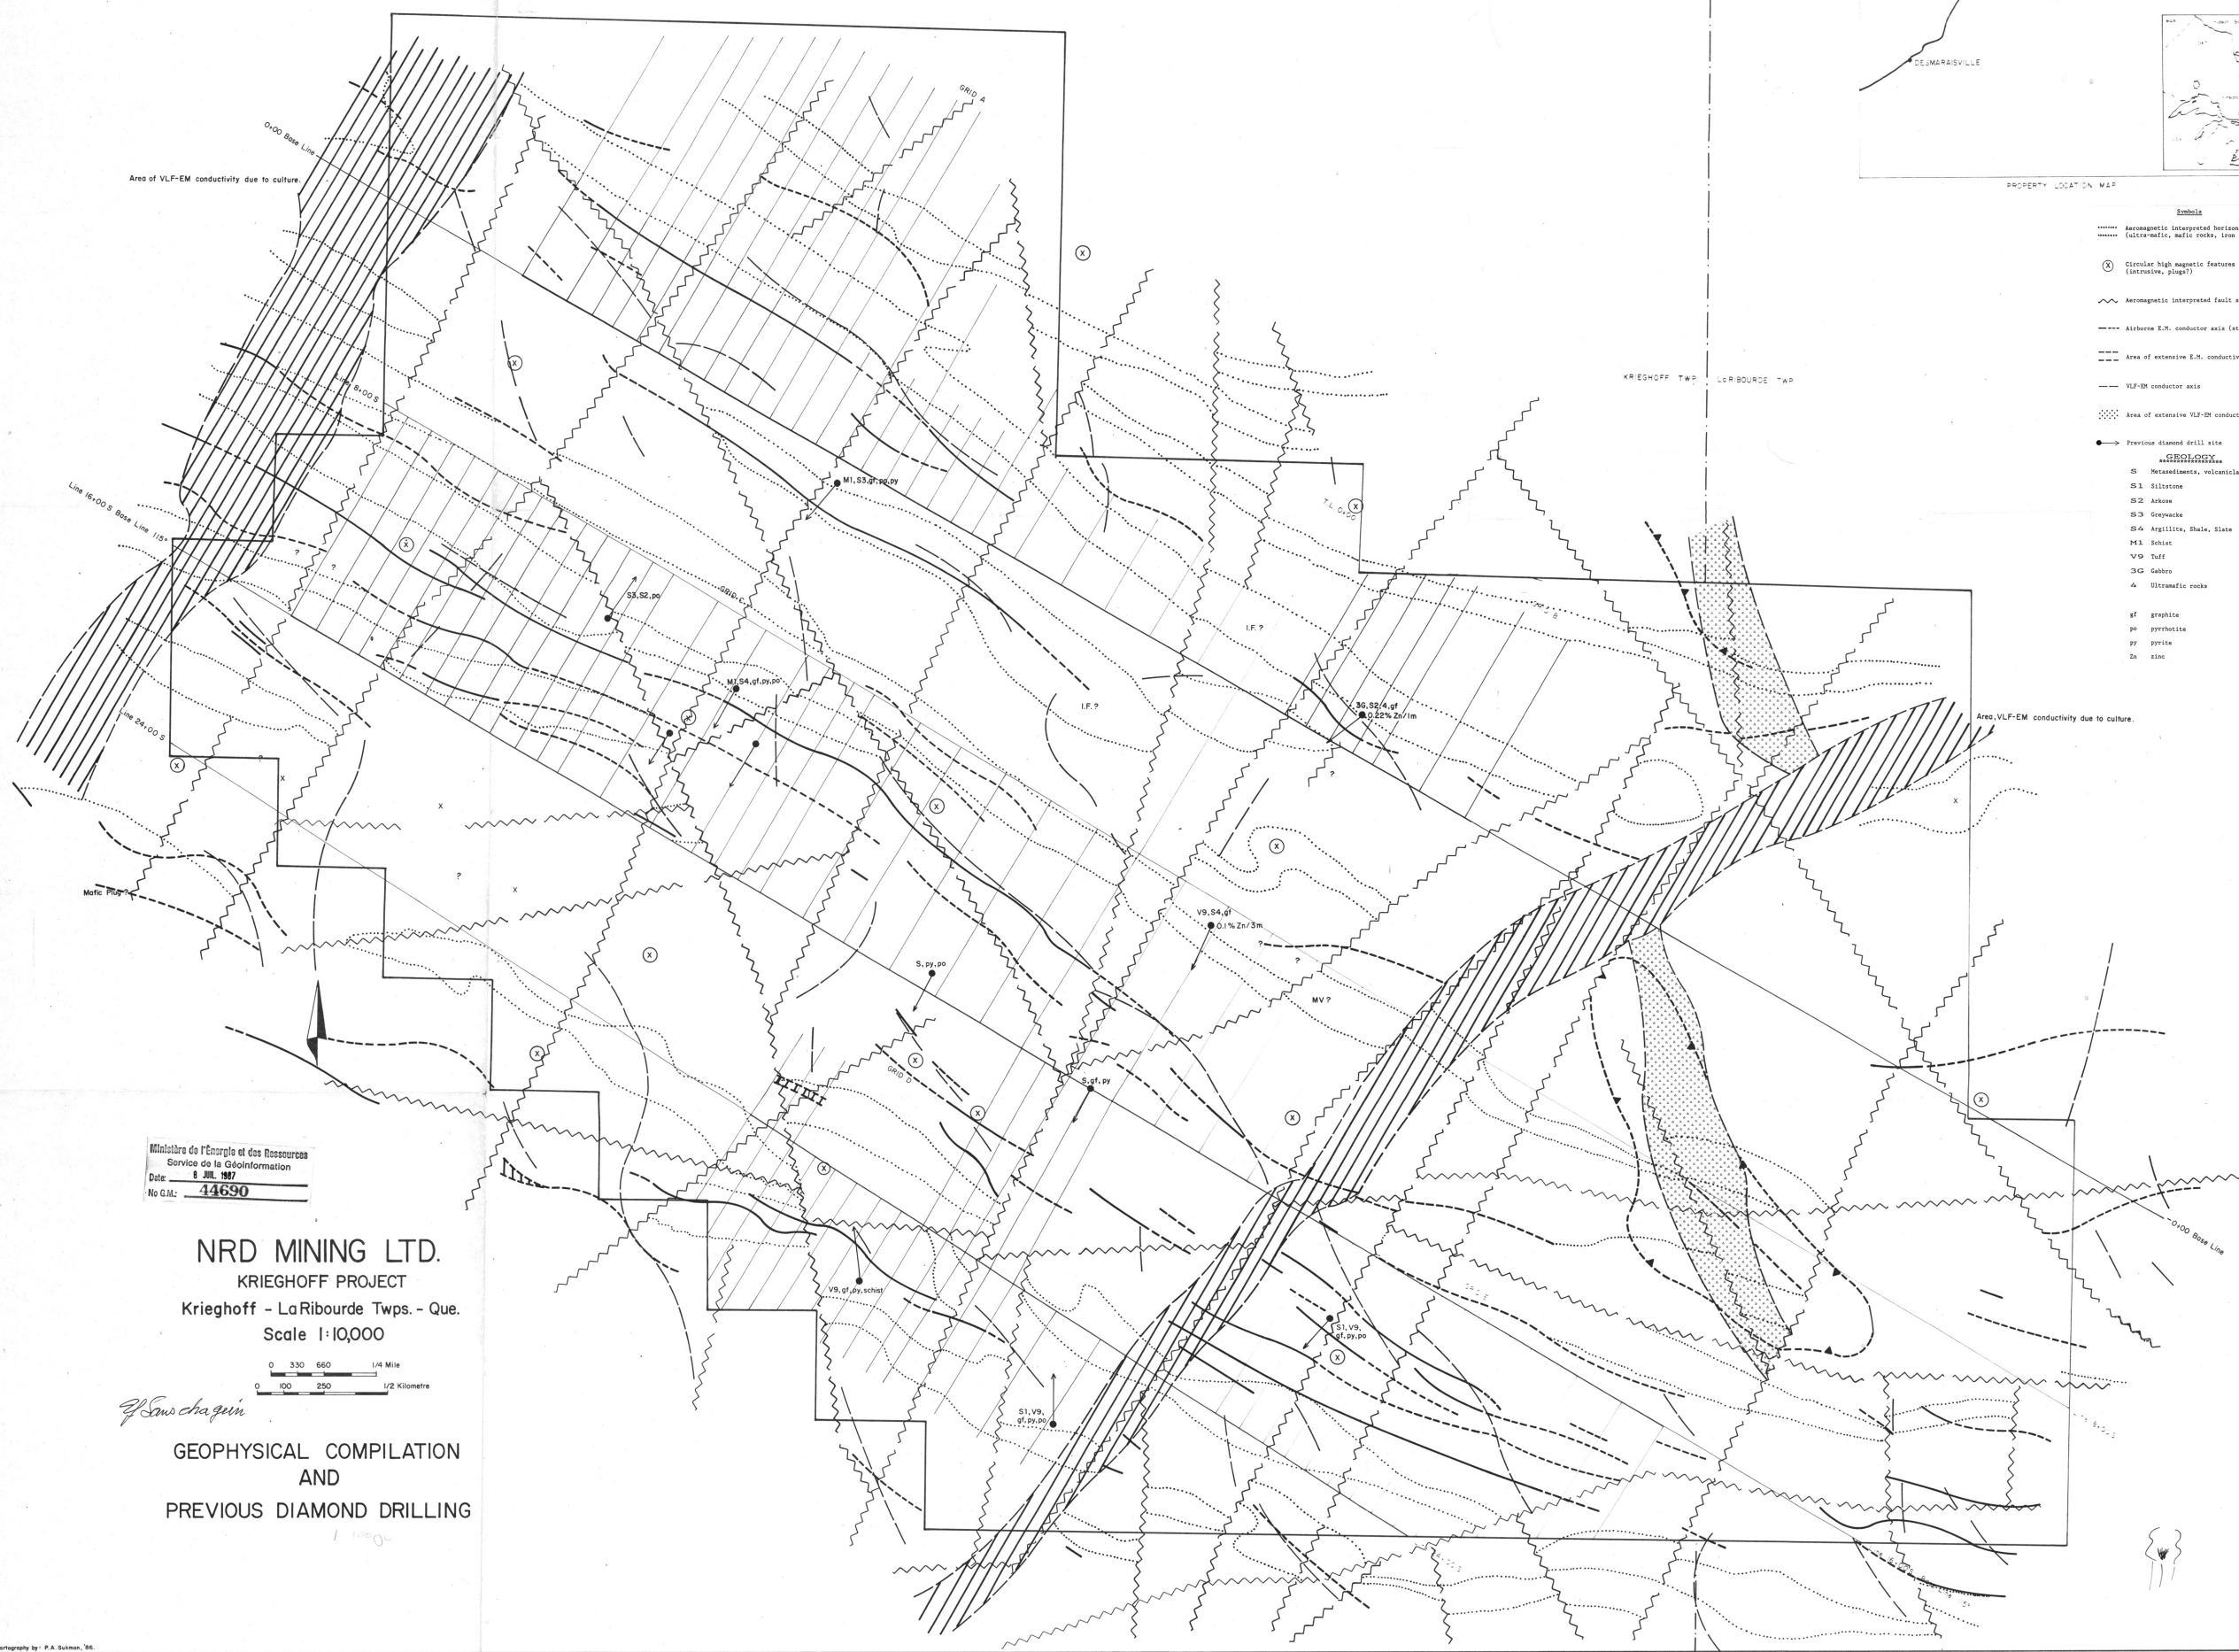 GRID A
0+00 Base Line
Area of VLF-EM conductivity due to culture.
DESMARAISVILLE
PROPERTY LOCATION MAP
Symbols
Aeromagnetic interpreted horizon
(ultra-mafic, mafic rocks, iron
Circular high magnetic features
(intrusive, plugs?)
Aeromagnetic interpreted fault
Airborne E.M. conductor axis
Area of extensive E.M.
VLF-EM conductor axis
Area of extensive VLF-EM
Previous diamond drill site
GEOLOGY
S Metasediments,
S1 Siltstone
S2 Arkose
S3 Greywacke
S4 Argillite, Shale, Slate
M1 Schist
V9 Tuff
3G Gabbro
4 Ultramafic rocks
gf graphite
po pyrrhotite
py pyrite
Zn zinc
KRIEGHOFF TWP. LaRIBOURDE TWP
Line 8+00 S
M1, S3, gf, po, py
T.L. 0+00
Line 16+00 S Base Line 115°
S3, S2, po
GRID C
I.F. ?
M1, S4, gf, py, po
I.F. ?
3G, S2, 4, gf
0.22% Zn/1m
Area, VLF-EM conductivity due to culture.
Line 24+00 S
Mafic Plug?
V9, S4, gf
0.1% Zn/3m
S, py, po
MV ?
GRID D
S, gf, py
0+00 Base Line
V9, gf, py, schist
S1, V9,
gf, py, po
S1, V9,
gf, py, po
Ministère de l'Énergie et des Ressources
Service de la Géoinformation
Date: 8 JUIL. 1987
No G.M.: 44690
NRD MINING LTD.
KRIEGHOFF PROJECT
Krieghoff - LaRibourde Twps. - Que.
Scale 1:10,000
0 330 660 1/4 Mile
0 100 250 1/2 Kilometre
GEOPHYSICAL COMPILATION
AND
PREVIOUS DIAMOND DRILLING
artography by- P.A. Sukman, '86.